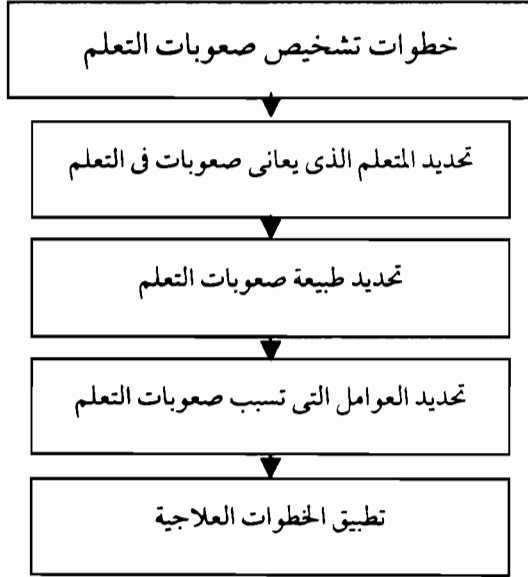 خطوات تشخيص صعوبات التعلم
تحديد المتعلم الذى يعانى صعوبات فى التعلم
تحديد طبيعة صعوبات التعلم
تحديد العوامل التى تسبب صعوبات التعلم
تطبيق الخطوات العلاجية